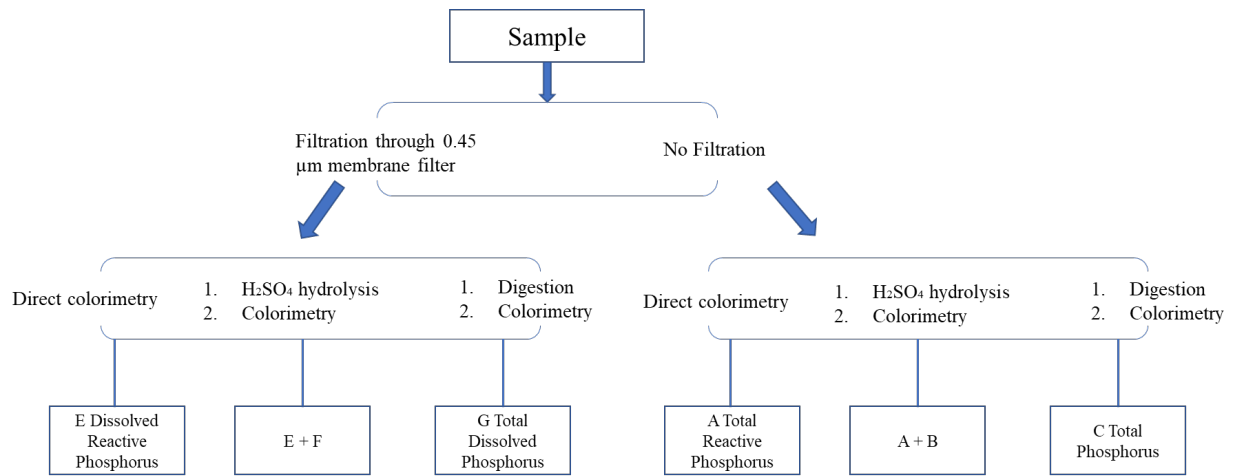 Sample
Filtration through 0.45
µm membrane filter
No Filtration
Direct colorimetry
1. H₂SO₄ hydrolysis
2. Colorimetry
1. Digestion
2. Colorimetry
Direct colorimetry
1. H₂SO₄ hydrolysis
2. Colorimetry
1. Digestion
2. Colorimetry
E Dissolved
Reactive
Phosphorus
E + F
G Total
Dissolved
Phosphorus
A Total
Reactive
Phosphorus
A + B
C Total
Phosphorus